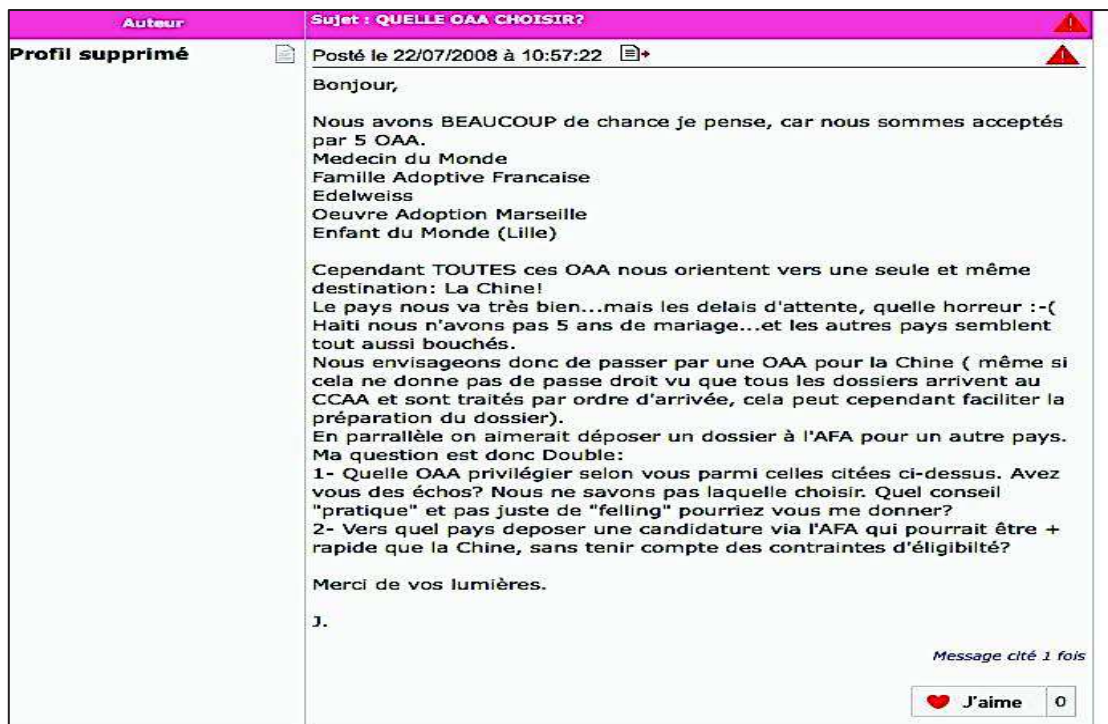 Auteur
Sujet : QUELLE OAA CHOISIR?
Profil supprimé
Posté le 22/07/2008 à 10:57:22
Bonjour,
Nous avons BEAUCOUP de chance je pense, car nous sommes acceptés
par 5 OAA.
Medecin du Monde
Famille Adoptive Francaise
Edelweiss
Oeuvre Adoption Marseille
Enfant du Monde (Lille)
Cependant TOUTES ces OAA nous orientent vers une seule et même
destination: La Chine!
Le pays nous va très bien...mais les delais d'attente, quelle horreur :-(
Haiti nous n'avons pas 5 ans de mariage...et les autres pays semblent
tout aussi bouchés.
Nous envisageons donc de passer par une OAA pour la Chine ( même si
cela ne donne pas de passe droit vu que tous les dossiers arrivent au
CCAA et sont traités par ordre d'arrivée, cela peut cependant faciliter la
préparation du dossier).
En parrallèle on aimerait déposer un dossier à l'AFA pour un autre pays.
Ma question est donc Double:
1- Quelle OAA privilégier selon vous parmi celles citées ci-dessus. Avez
vous des échos? Nous ne savons pas laquelle choisir. Quel conseil
"pratique" et pas juste de "felling" pourriez vous me donner?
2- Vers quel pays deposer une candidature via l'AFA qui pourrait être +
rapide que la Chine, sans tenir compte des contraintes d'éligibilté?
Merci de vos lumières.
J.
Message cité 1 fois
J'aime 0